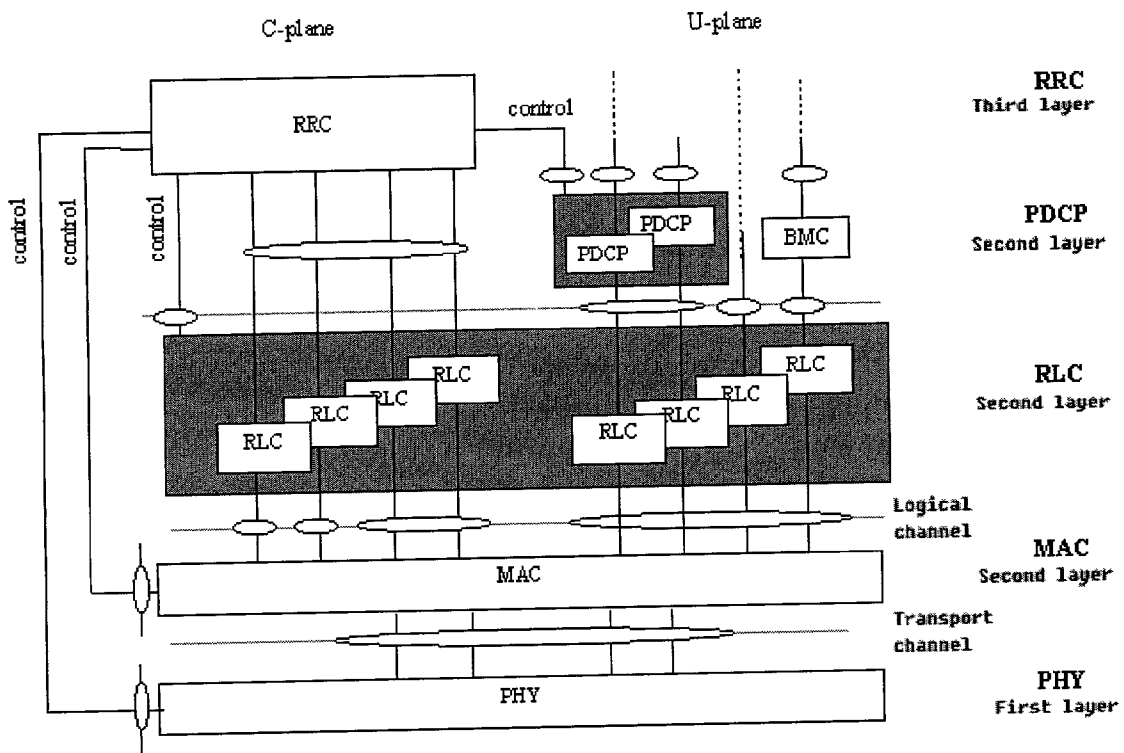 C-plane
U-plane
RRC
control
RRC
Third layer
control
control
control
PDCP
PDCP
BMC
PDCP
Second layer
RLC
RLC
RLC
RLC
RLC
RLC
RLC
RLC
RLC
Second layer
Logical
channel
MAC
MAC
Second layer
Transport
channel
PHY
PHY
First layer